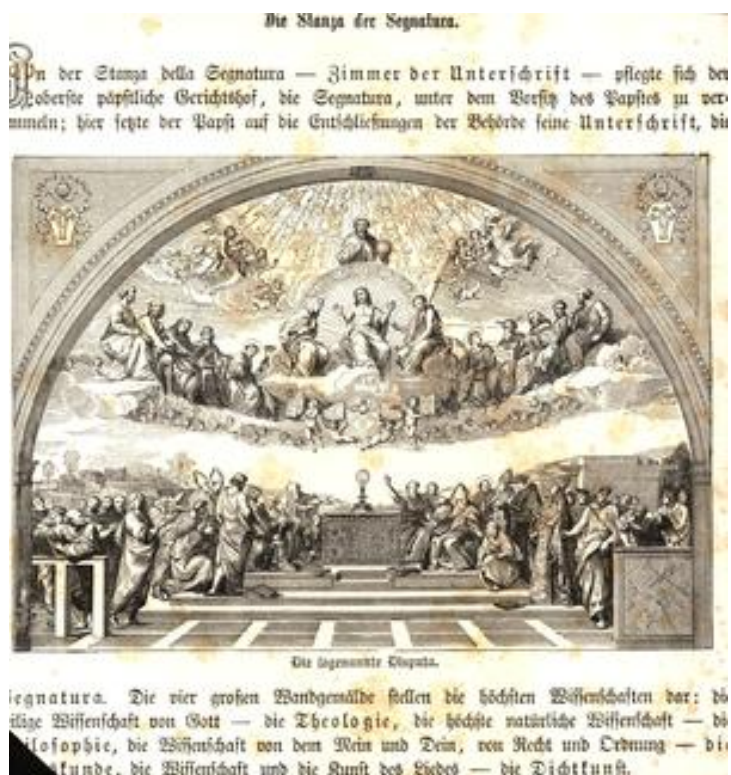 Die Stanza der Segnatura.
In der Stanza della Segnatura — Zimmer der Unterschrift — pflegte sich der
oberste päpstliche Gerichtshof, die Segnatura, unter dem Vorsitz des Papstes zu ver-
mmeln; hier setzte der Papst auf die Entschließungen der Behörde seine Unterschrift, die
Die sogenannte Disputa.
egnatura. Die vier großen Wandgemälde stellen die höchsten Wissenschaften dar: die
eilige Wissenschaft von Gott — die Theologie, die höchste natürliche Wissenschaft — die
ilosophie, die Wissenschaft von dem Mein und Dein, von Recht und Ordnung — die
tskunde, die Wissenschaft und die Kunst des Liedes — die Dichtkunst.